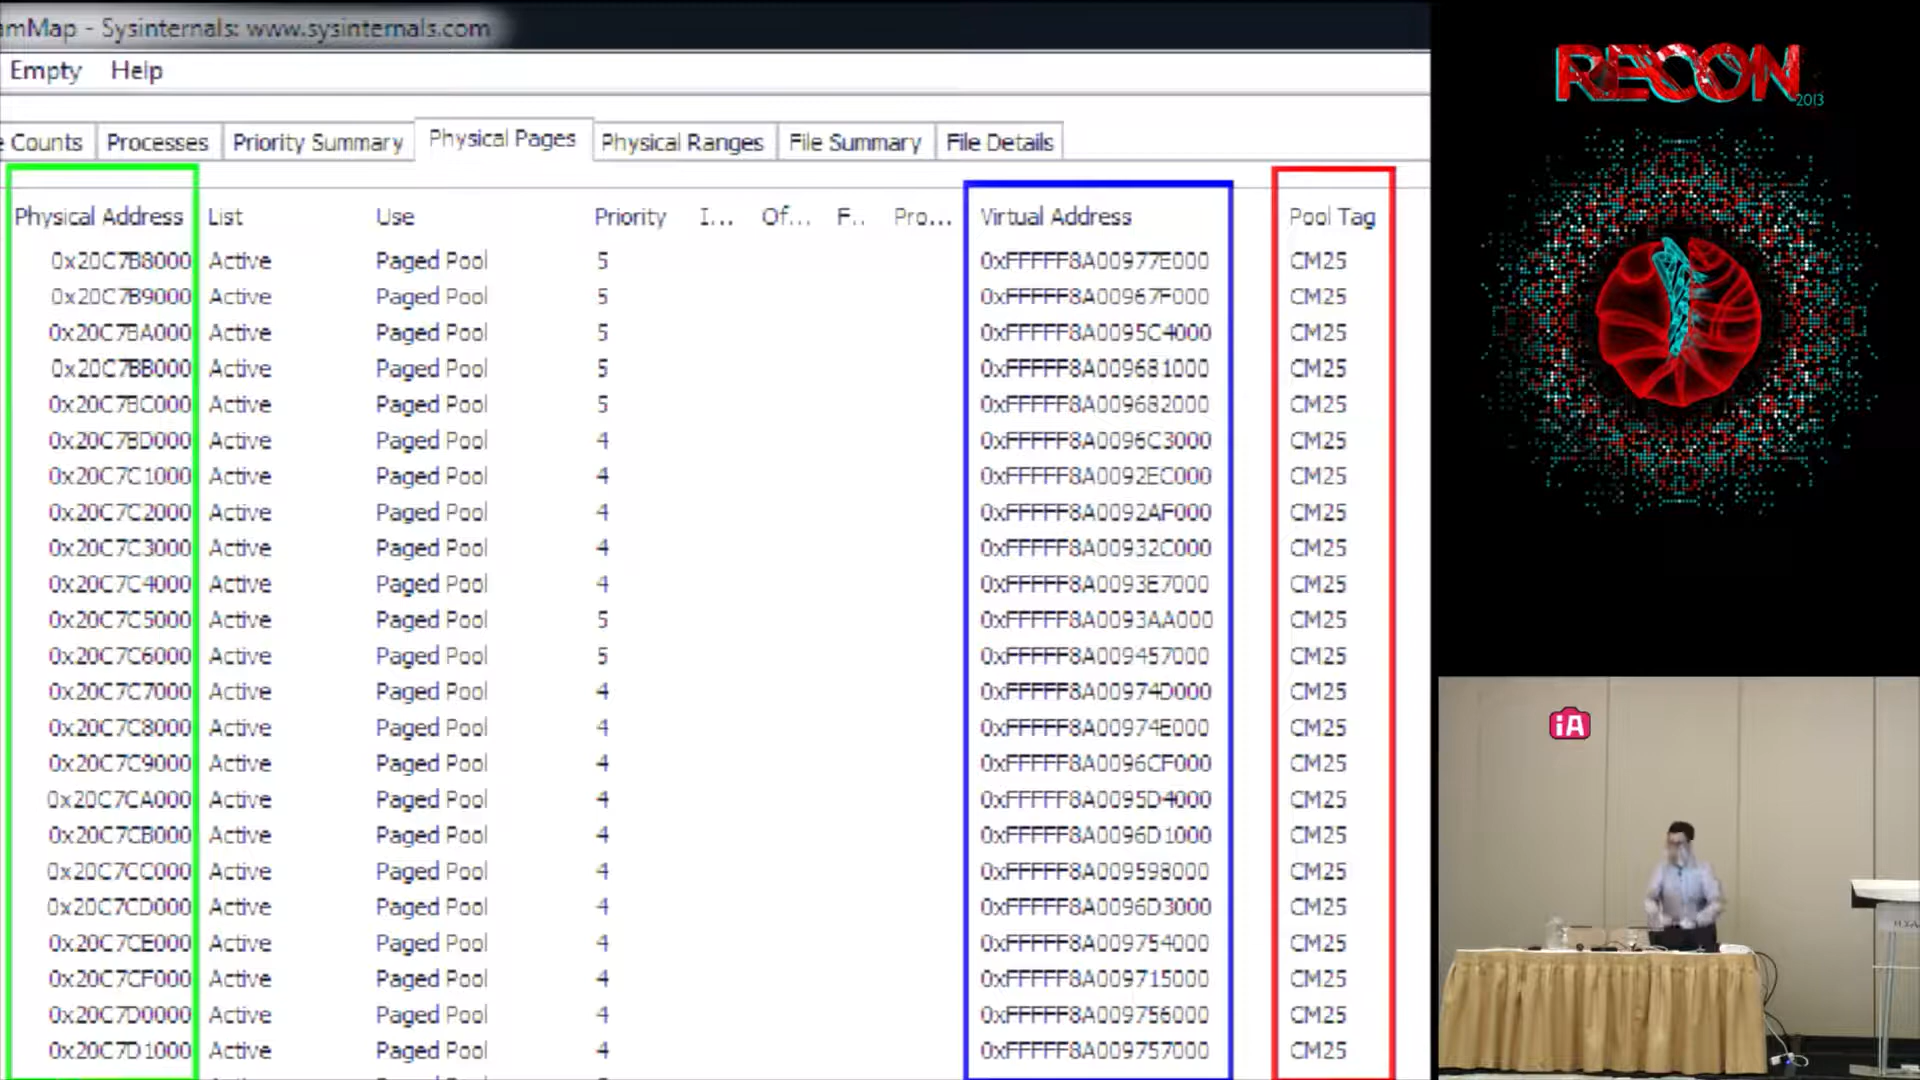 amMap - Sysinternals: www.sysinternals.com
Empty Help
e Counts Processes Priority Summary Physical Pages Physical Ranges File Summary File Details
Physical Address List Use Priority I... Of... F.. Pro... Virtual Address Pool Tag
0x20C7B8000 Active Paged Pool 5 0xFFFFF8A00977E000 CM25
0x20C7B9000 Active Paged Pool 5 0xFFFFF8A00967F000 CM25
0x20C7BA000 Active Paged Pool 5 0xFFFFF8A0095C4000 CM25
0x20C7BB000 Active Paged Pool 5 0xFFFFF8A009681000 CM25
0x20C7BC000 Active Paged Pool 5 0xFFFFF8A009682000 CM25
0x20C7BD000 Active Paged Pool 4 0xFFFFF8A0096C3000 CM25
0x20C7C1000 Active Paged Pool 4 0xFFFFF8A0092EC000 CM25
0x20C7C2000 Active Paged Pool 4 0xFFFFF8A0092AF000 CM25
0x20C7C3000 Active Paged Pool 4 0xFFFFF8A00932C000 CM25
0x20C7C4000 Active Paged Pool 4 0xFFFFF8A0093E7000 CM25
0x20C7C5000 Active Paged Pool 5 0xFFFFF8A0093AA000 CM25
0x20C7C6000 Active Paged Pool 5 0xFFFFF8A009457000 CM25
0x20C7C7000 Active Paged Pool 4 0xFFFFF8A00974D000 CM25
0x20C7C8000 Active Paged Pool 4 0xFFFFF8A00974E000 CM25
0x20C7C9000 Active Paged Pool 4 0xFFFFF8A0096CF000 CM25
0x20C7CA000 Active Paged Pool 4 0xFFFFF8A0095D4000 CM25
0x20C7CB000 Active Paged Pool 4 0xFFFFF8A0096D1000 CM25
0x20C7CC000 Active Paged Pool 4 0xFFFFF8A009598000 CM25
0x20C7CD000 Active Paged Pool 4 0xFFFFF8A0096D3000 CM25
0x20C7CE000 Active Paged Pool 4 0xFFFFF8A009754000 CM25
0x20C7CF000 Active Paged Pool 4 0xFFFFF8A009715000 CM25
0x20C7D0000 Active Paged Pool 4 0xFFFFF8A009756000 CM25
0x20C7D1000 Active Paged Pool 4 0xFFFFF8A009757000 CM25
RECON
2013
iA